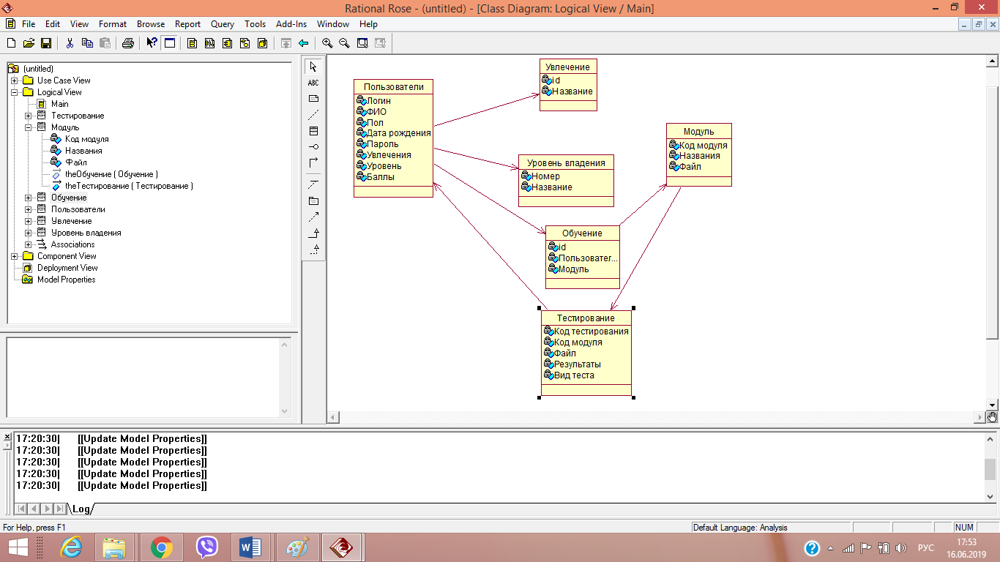 Rational Rose - (untitled) - [Class Diagram: Logical View / Main]
File Edit View Format Browse Report Query Tools Add-Ins Window Help
(untitled)
Use Case View
Logical View
Main
Тестирование
Модуль
Код модуля
Названия
Файл
theОбучение ( Обучение )
theТестирование ( Тестирование )
Обучение
Пользователи
Увлечение
Уровень владения
Associations
Component View
Deployment View
Model Properties
ABC
Пользователи
Логин
ФИО
Пол
Дата рождения
Пароль
Увлечения
Уровень
Баллы
Увлечение
id
Название
Уровень владения
Номер
Название
Модуль
Код модуля
Названия
Файл
Обучение
id
Пользовател...
Модуль
Тестирование
Код тестирования
Код модуля
Файл
Результаты
Вид теста
17:20:30| [[Update Model Properties]]
17:20:30| [[Update Model Properties]]
17:20:30| [[Update Model Properties]]
17:20:30| [[Update Model Properties]]
17:20:30| [[Update Model Properties]]
Log
For Help, press F1
Default Language: Analysis
NUM
РУС
17:53
16.06.2019